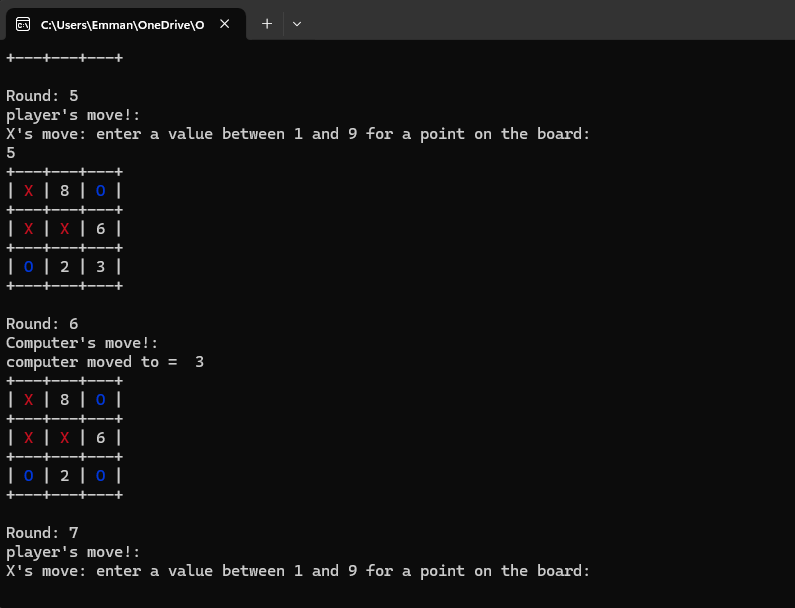 C:\Users\Emman\OneDrive\O
+---+---+---+
Round: 5
player's move!:
X's move: enter a value between 1 and 9 for a point on the board:
5
+---+---+---+
| X | 8 | O |
+---+---+---+
| X | X | 6 |
+---+---+---+
| O | 2 | 3 |
+---+---+---+
Round: 6
Computer's move!:
computer moved to =  3
+---+---+---+
| X | 8 | O |
+---+---+---+
| X | X | 6 |
+---+---+---+
| O | 2 | O |
+---+---+---+
Round: 7
player's move!:
X's move: enter a value between 1 and 9 for a point on the board: